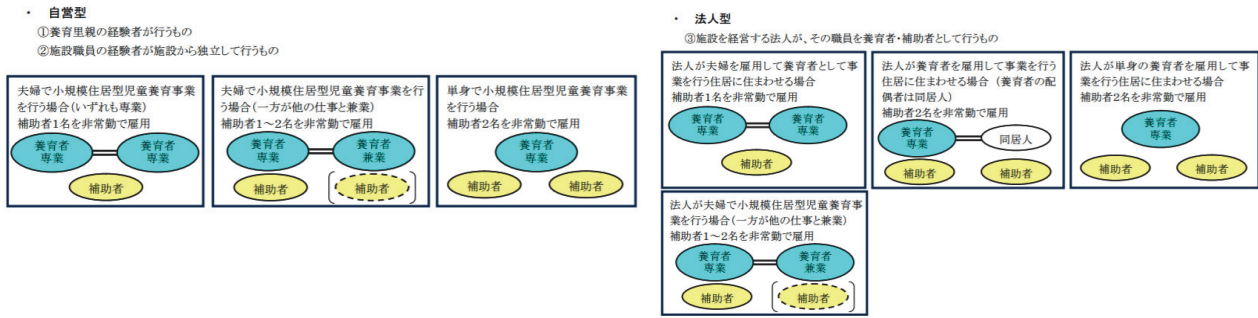 ・ 自営型
①養育里親の経験者が行うもの
②施設職員の経験者が施設から独立して行うもの
夫婦で小規模住居型児童養育事業
を行う場合(いずれも専業)
補助者1名を非常勤で雇用
養育者
専業
養育者
専業
補助者
夫婦で小規模住居型児童養育事業を行
う場合(一方が他の仕事と兼業)
補助者1～2名を非常勤で雇用
養育者
専業
養育者
兼業
補助者
補助者
単身で小規模住居型児童養育事業
を行う場合
補助者2名を非常勤で雇用
養育者
専業
補助者
補助者
・ 法人型
③施設を経営する法人が、その職員を養育者・補助者として行うもの
法人が夫婦を雇用して養育者として事
業を行う住居に住まわせる場合
補助者1名を非常勤で雇用
養育者
専業
養育者
専業
補助者
法人が養育者を雇用して事業を行う
住居に住まわせる場合 (養育者の配
偶者は同居人)
補助者2名を非常勤で雇用
養育者
専業
同居人
補助者
補助者
法人が単身の養育者を雇用して事
業を行う住居に住まわせる場合
補助者2名を非常勤で雇用
養育者
専業
補助者
補助者
法人が夫婦で小規模住居型児童養育事
業を行う場合(一方が他の仕事と兼業)
補助者1～2名を非常勤で雇用
養育者
専業
養育者
兼業
補助者
補助者